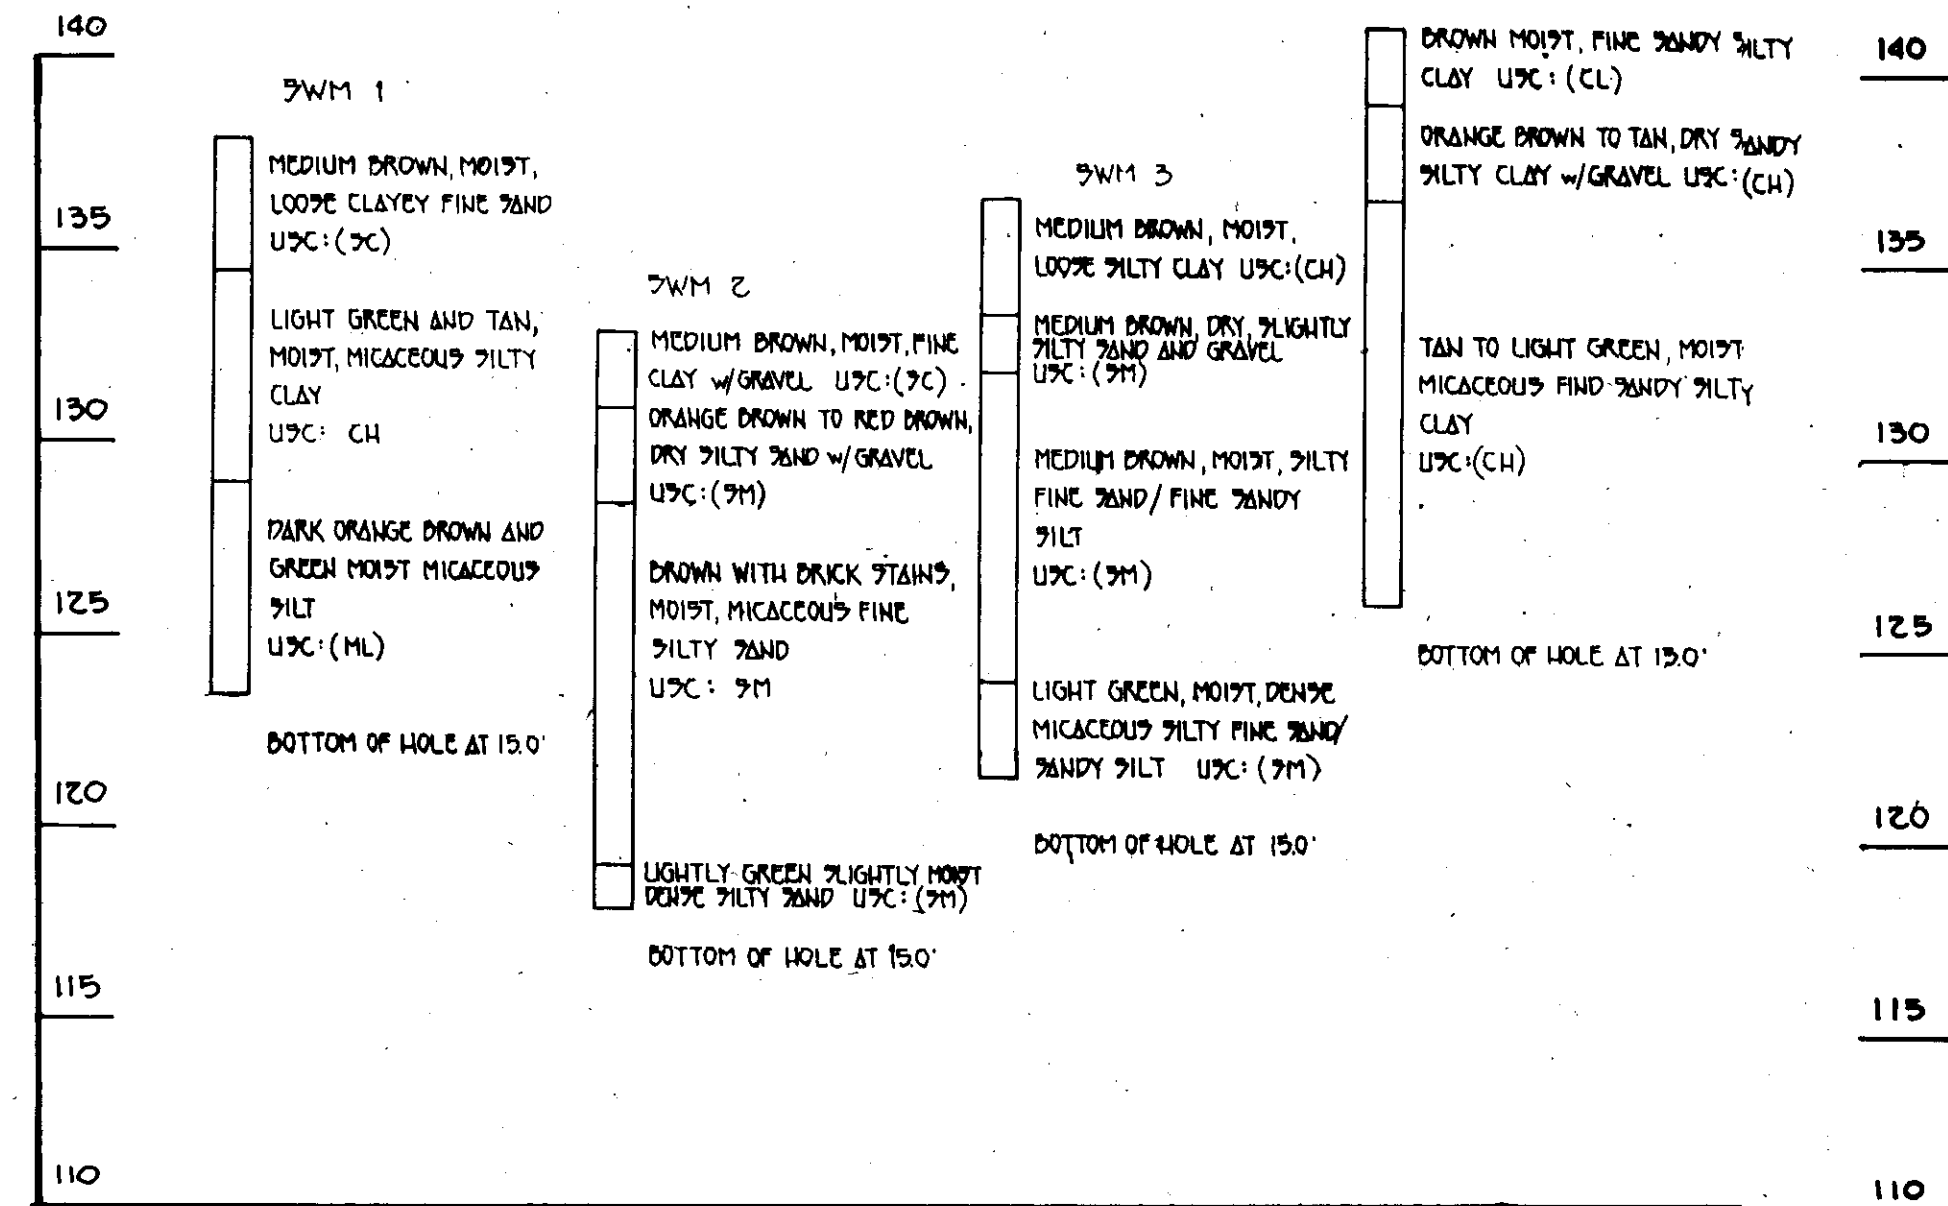 140
135
130
125
120
115
110
SWM 1
MEDIUM BROWN, MOIST,
LOOSE CLAYEY FINE SAND
USC: (SC)
LIGHT GREEN AND TAN,
MOIST, MICACEOUS SILTY
CLAY
USC: CH
DARK ORANGE BROWN AND
GREEN MOIST MICACEOUS
SILT
USC: (ML)
BOTTOM OF HOLE AT 15.0'
SWM 2
MEDIUM BROWN, MOIST, FINE
CLAY w/GRAVEL USC: (SC)
ORANGE BROWN TO RED BROWN,
DRY SILTY SAND w/ GRAVEL
USC: (SM)
BROWN WITH BRICK STAINS,
MOIST, MICACEOUS FINE
SILTY SAND
USC: SM
LIGHTLY GREEN SLIGHTLY MOIST
DENSE SILTY SAND USC: (SM)
BOTTOM OF HOLE AT 15.0'
SWM 3
MEDIUM BROWN, MOIST,
LOOSE SILTY CLAY USC: (CH)
MEDIUM BROWN, DRY, SLIGHTLY
SILTY SAND AND GRAVEL
USC: (SM)
MEDIUM BROWN, MOIST, SILTY
FINE SAND/ FINE SANDY
SILT
USC: (SM)
LIGHT GREEN, MOIST, DENSE
MICACEOUS SILTY FINE SAND/
SANDY SILT USC: (SM)
BOTTOM OF HOLE AT 15.0'
BROWN MOIST, FINE SANDY SILTY
CLAY USC: (CL)
ORANGE BROWN TO TAN, DRY SANDY
SILTY CLAY w/GRAVEL USC: (CH)
TAN TO LIGHT GREEN, MOIST
MICACEOUS FIND SANDY SILTY
CLAY
USC: (CH)
BOTTOM OF HOLE AT 15.0'
140
135
130
125
120
115
110